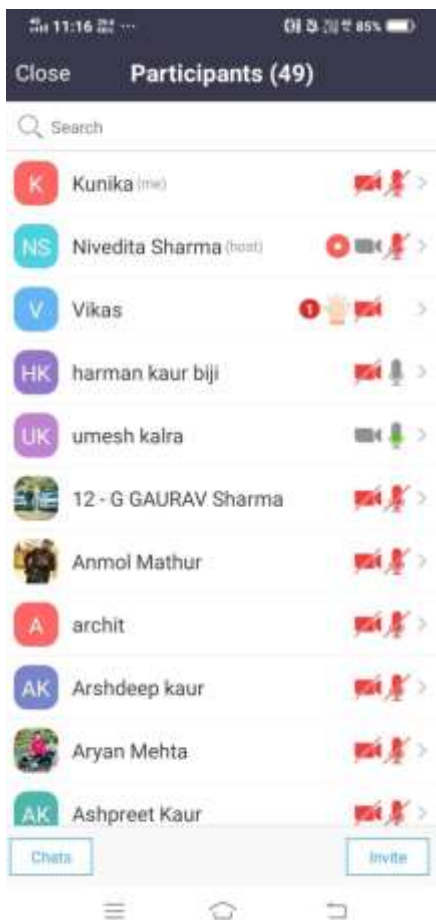 11:16 ... 85%
Close Participants (49)
Search
K Kunika (me)
NS Nivedita Sharma (host)
V Vikas 1
HK harman kaur biji
UK umesh kalra
12 - G GAURAV Sharma
Anmol Mathur
A archit
AK Arshdeep kaur
Aryan Mehta
AK Ashpreet Kaur
Chats Invite